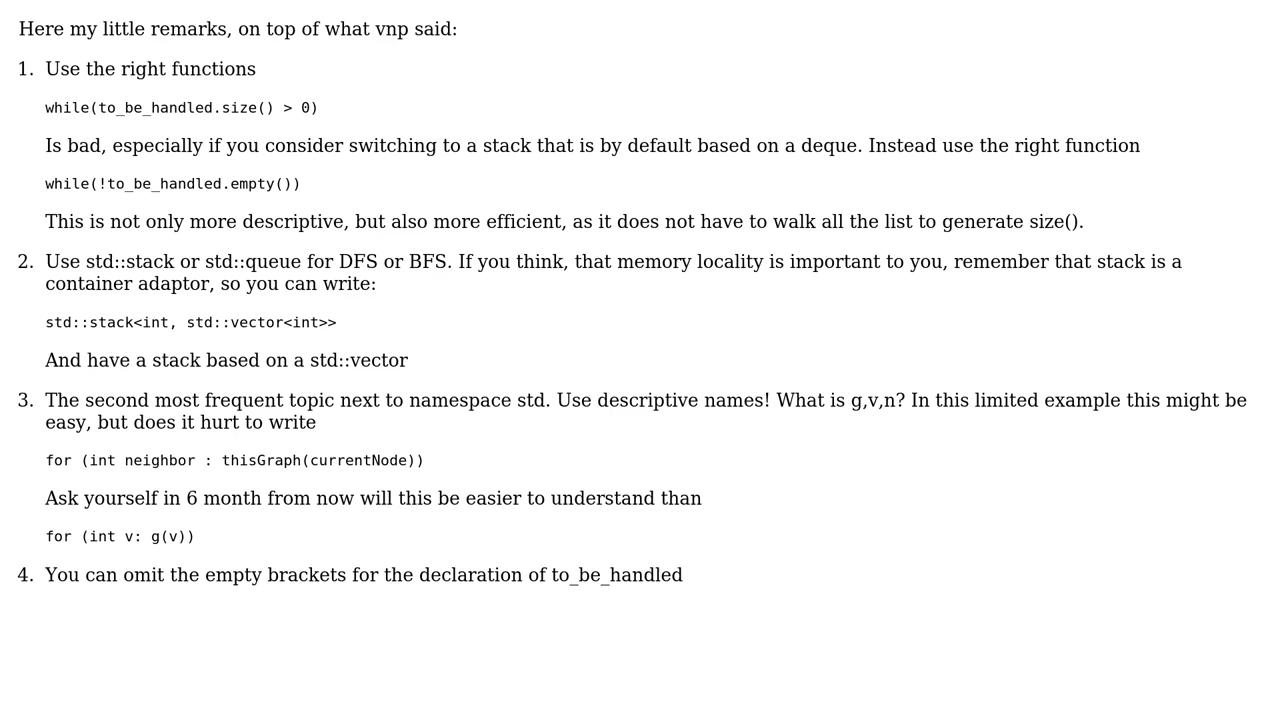 Here my little remarks, on top of what vnp said:
1. Use the right functions
while(to_be_handled.size() > 0)
Is bad, especially if you consider switching to a stack that is by default based on a deque. Instead use the right function
while(!to_be_handled.empty())
This is not only more descriptive, but also more efficient, as it does not have to walk all the list to generate size().
2. Use std::stack or std::queue for DFS or BFS. If you think, that memory locality is important to you, remember that stack is a
container adaptor, so you can write:
std::stack<int, std::vector<int>>
And have a stack based on a std::vector
3. The second most frequent topic next to namespace std. Use descriptive names! What is g,v,n? In this limited example this might be
easy, but does it hurt to write
for (int neighbor : thisGraph(currentNode))
Ask yourself in 6 month from now will this be easier to understand than
for (int v: g(v))
4. You can omit the empty brackets for the declaration of to_be_handled